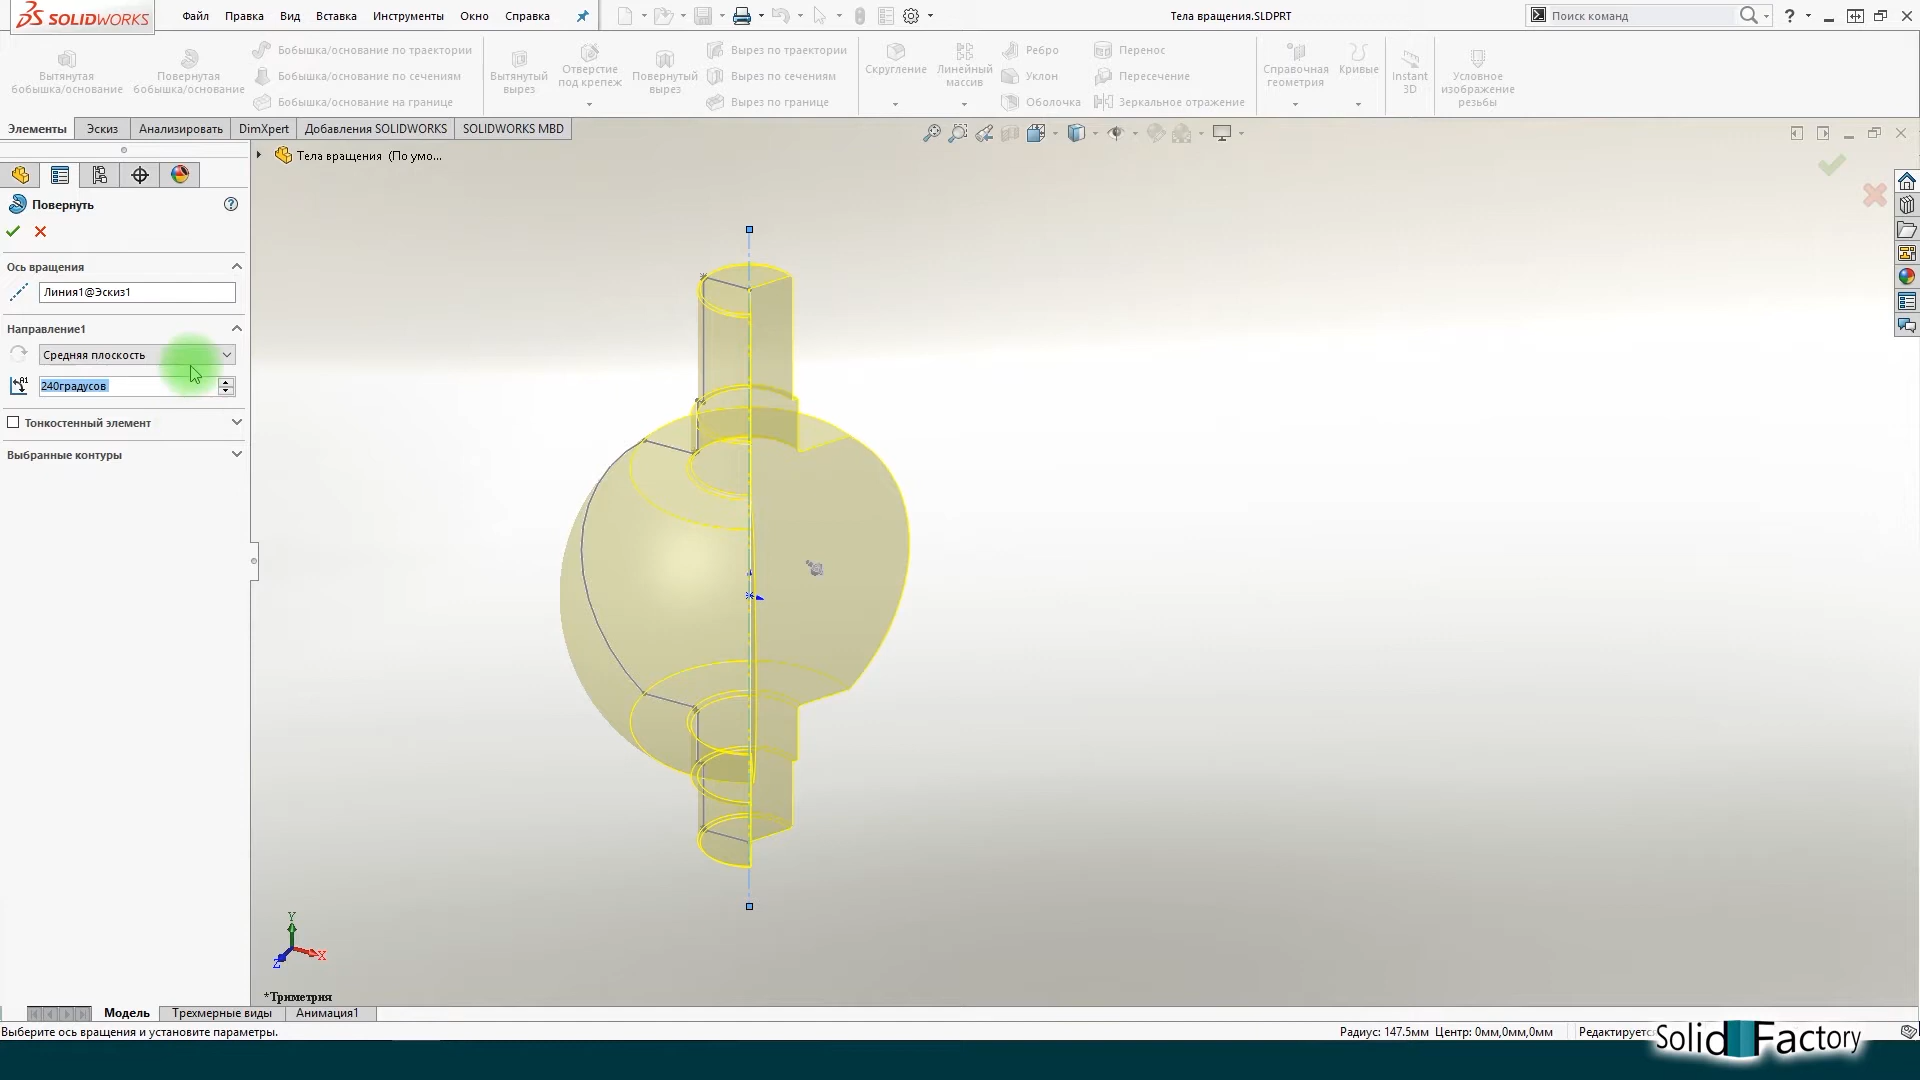 SOLIDWORKS
Файл Правка Вид Вставка Инструменты Окно Справка
Тела вращения.SLDPRT
Поиск команд
Вытянутая бобышка/основание
Повернутая бобышка/основание
Бобышка/основание по траектории
Бобышка/основание по сечениям
Бобышка/основание на границе
Вытянутый вырез
Отверстие под крепеж
Повернутый вырез
Вырез по траектории
Вырез по сечениям
Вырез по границе
Скругление
Линейный массив
Ребро
Уклон
Оболочка
Перенос
Пересечение
Зеркальное отражение
Справочная геометрия
Кривые
Instant 3D
Условное изображение резьбы
Элементы Эскиз Анализировать DimXpert Добавления SOLIDWORKS SOLIDWORKS MBD
Тела вращения (По умо...
Повернуть
Ось вращения
Линия1@Эскиз1
Направление1
Средняя плоскость
240градусов
Тонкостенный элемент
Выбранные контуры
Y
X
Z
*Триметрия
Модель Трехмерные виды Анимация1
Выберите ось вращения и установите параметры.
Радиус: 147.5мм Центр: 0мм,0мм,0мм
Редактируетс
Solid Factory